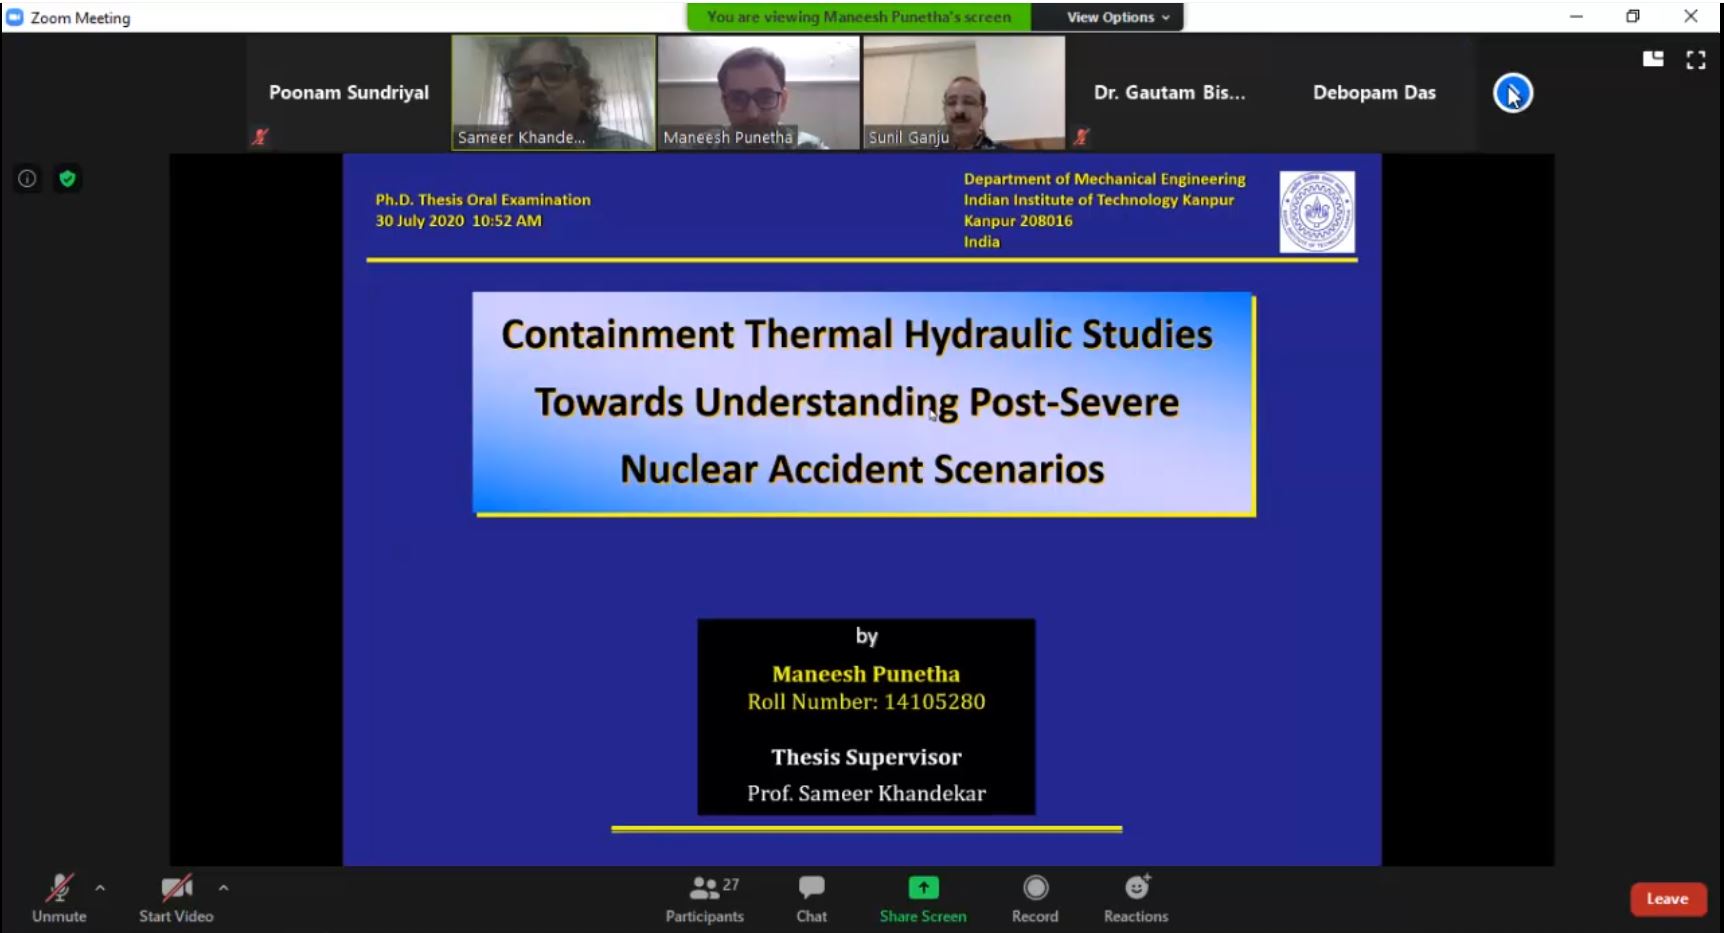 Zoom Meeting
You are viewing Maneesh Punetha's screen
View Options
Poonam Sundriyal
Sameer Khande...
Maneesh Punetha
Sunil Ganju
Dr. Gautam Bis...
Debopam Das
Ph.D. Thesis Oral Examination
30 July 2020 10:52 AM
Department of Mechanical Engineering
Indian Institute of Technology Kanpur
Kanpur 208016
India
Containment Thermal Hydraulic Studies
Towards Understanding Post-Severe
Nuclear Accident Scenarios
by
Maneesh Punetha
Roll Number: 14105280
Thesis Supervisor
Prof. Sameer Khandekar
Unmute
Start Video
27
Participants
Chat
Share Screen
Record
Reactions
Leave